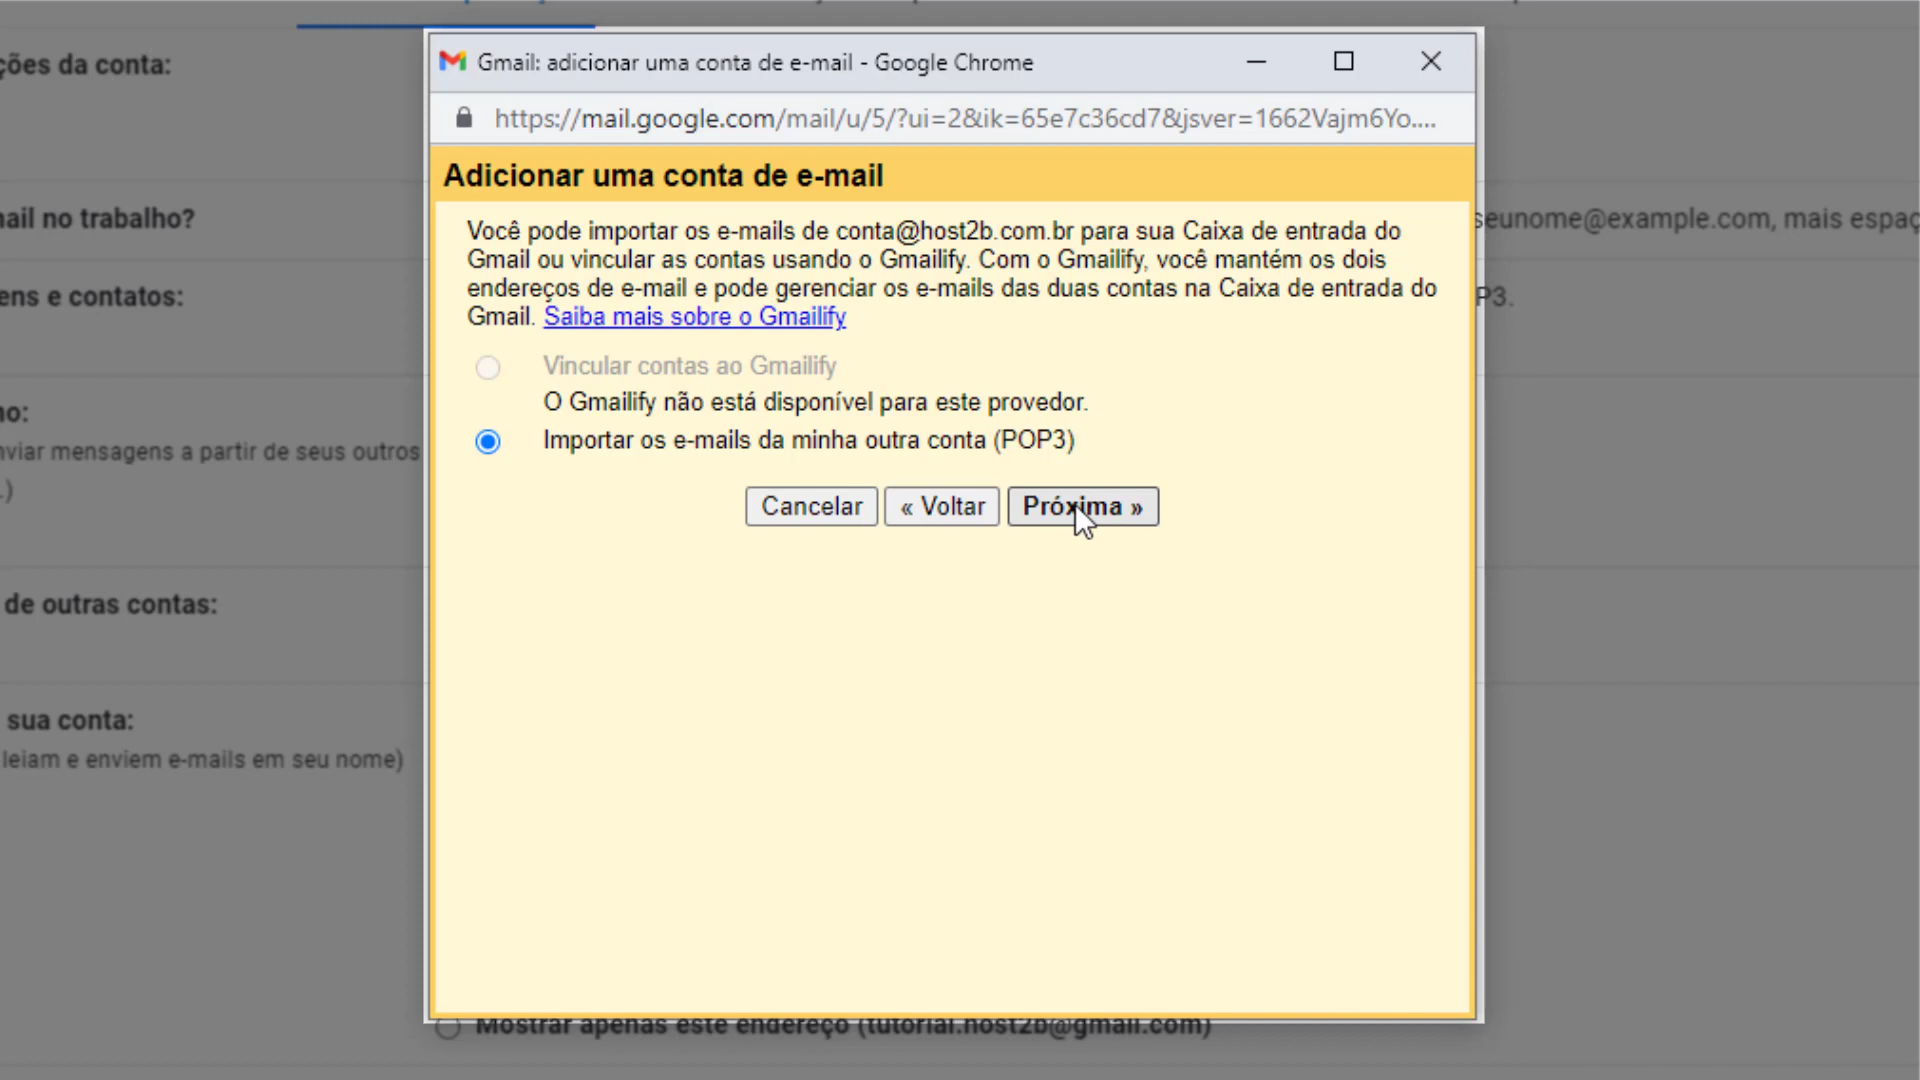 Gmail: adicionar uma conta de e-mail - Google Chrome
https://mail.google.com/mail/u/5/?ui=2&ik=65e7c36cd7&jsver=1662Vajm6Yo....
Adicionar uma conta de e-mail
Você pode importar os e-mails de conta@host2b.com.br para sua Caixa de entrada do
Gmail ou vincular as contas usando o Gmailify. Com o Gmailify, você mantém os dois
endereços de e-mail e pode gerenciar os e-mails das duas contas na Caixa de entrada do
Gmail. Saiba mais sobre o Gmailify
Vincular contas ao Gmailify
O Gmailify não está disponível para este provedor.
Importar os e-mails da minha outra conta (POP3)
Cancelar « Voltar Próxima »
ções da conta:
ail no trabalho?
seunome@example.com, mais espaç
ens e contatos:
P3.
no:
nviar mensagens a partir de seus outros
.)
de outras contas:
sua conta:
leiam e enviem e-mails em seu nome)
Mostrar apenas este endereço (tutorial.host2b@gmail.com)